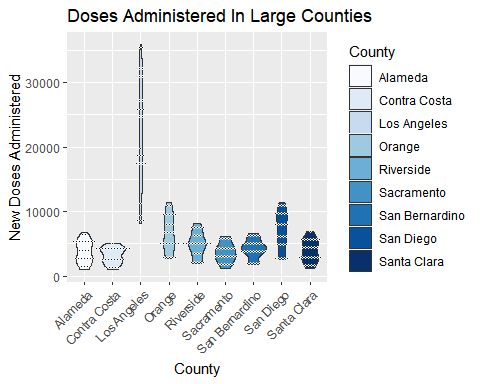 Doses Administered In Large Counties
New Doses Administered
30000
20000
10000
0
Alameda
Contra Costa
Los Angeles
Orange
Riverside
Sacramento
San Bernardino
San Diego
Santa Clara
County
County
Alameda
Contra Costa
Los Angeles
Orange
Riverside
Sacramento
San Bernardino
San Diego
Santa Clara